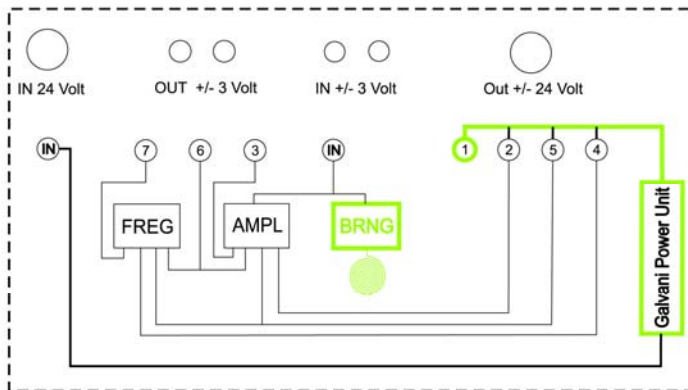 IN 24 Volt
OUT +/- 3 Volt
IN +/- 3 Volt
Out +/- 24 Volt
IN
7
6
3
IN
1
2
5
4
FREG
AMPL
BRNG
Galvani Power Unit